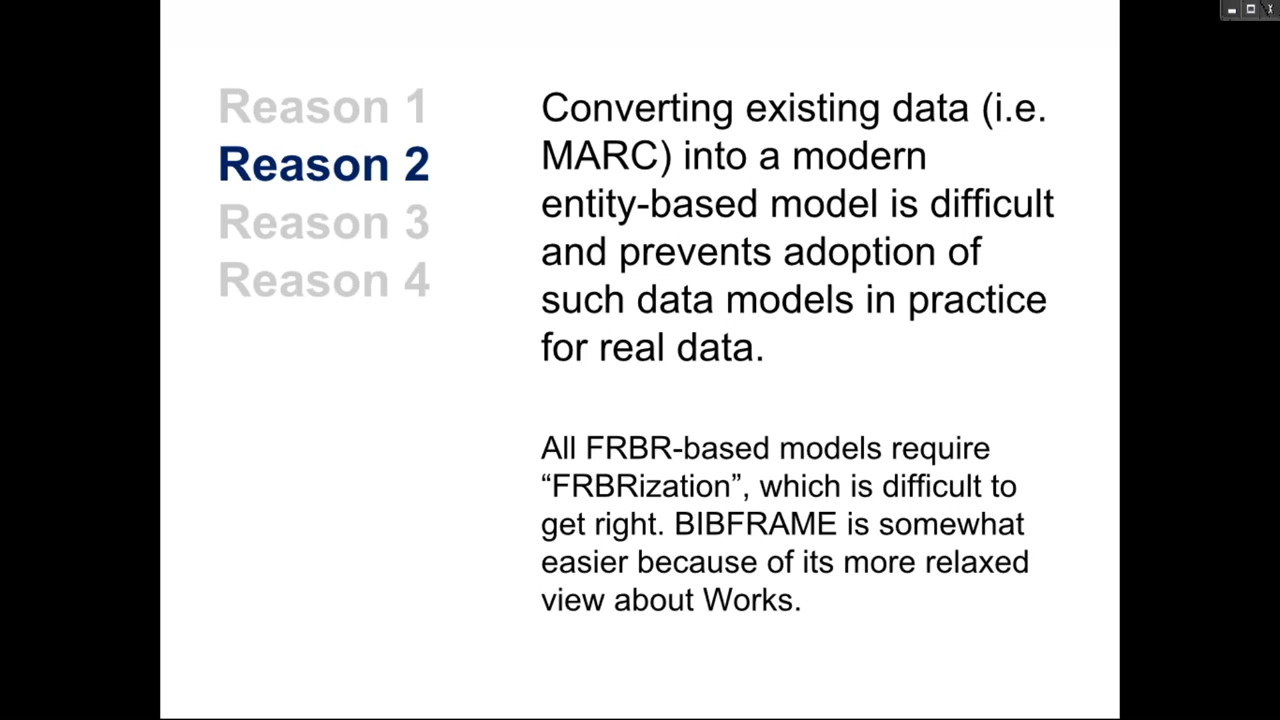 Reason 1
Reason 2
Reason 3
Reason 4
Converting existing data (i.e.
MARC) into a modern
entity-based model is difficult
and prevents adoption of
such data models in practice
for real data.
All FRBR-based models require
“FRBRization”, which is difficult to
get right. BIBFRAME is somewhat
easier because of its more relaxed
view about Works.